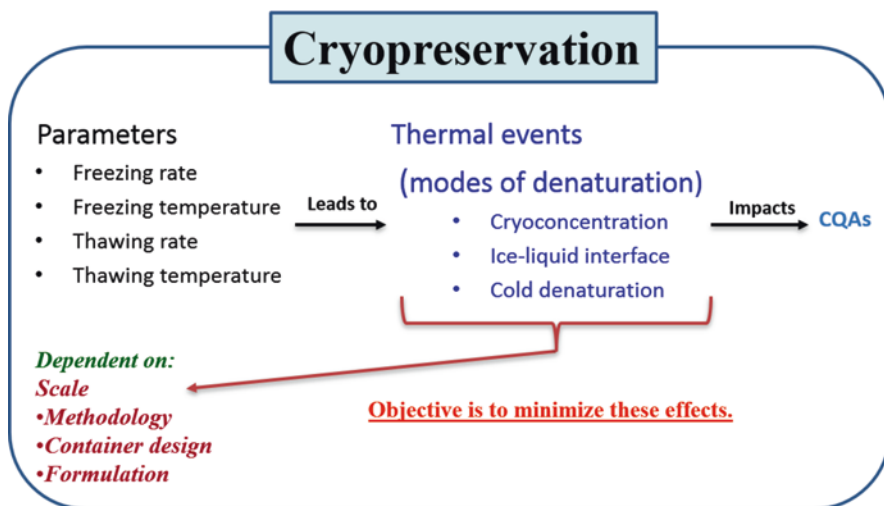 Cryopreservation
Parameters
• Freezing rate
• Freezing temperature
• Thawing rate
• Thawing temperature
Leads to
Thermal events
(modes of denaturation)
• Cryoconcentration
• Ice-liquid interface
• Cold denaturation
Impacts
CQAs
Dependent on:
Scale
•Methodology
•Container design
•Formulation
Objective is to minimize these effects.